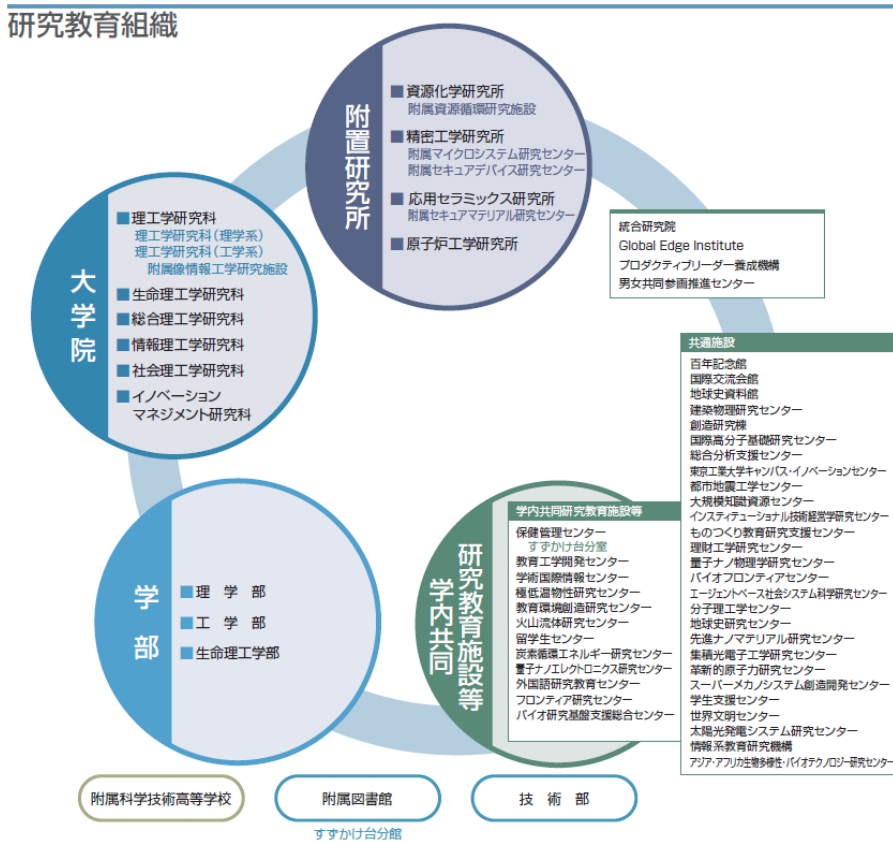 研究教育組織
附置研究所
■資源化学研究所
附属資源循環研究施設
■精密工学研究所
附属マイクロシステム研究センター
附属セキュアデバイス研究センター
■応用セラミックス研究所
附属セキュアマテリアル研究センター
■原子炉工学研究所
大学院
■理工学研究科
理工学研究科(理学系)
理工学研究科(工学系)
附属像情報工学研究施設
■生命理工学研究科
■総合理工学研究科
■情報理工学研究科
■社会理工学研究科
■イノベーション
マネジメント研究科
統合研究院
Global Edge Institute
プロダクティブリーダー養成機構
男女共同参画推進センター
共通施設
百年記念館
国際交流会館
地球史資料館
建築物理研究センター
創造研究棟
国際高分子基礎研究センター
総合分析支援センター
東京工業大学キャンパス・イノベーションセンター
都市地震工学センター
大規模知識資源センター
インスティテューショナル技術経営学研究センター
ものつくり教育研究支援センター
理財工学研究センター
量子ナノ物理学研究センター
バイオフロンティアセンター
エージェントベース社会システム科学研究センター
分子理工学センター
地球史研究センター
先進ナノマテリアル研究センター
集積光電子工学研究センター
革新的原子力研究センター
スーパーメカノシステム創造開発センター
学生支援センター
世界文明センター
太陽光発電システム研究センター
情報系教育研究機構
アジア・アフリカ生物多様性・バイオテクノロジー研究センター
学部
■理 学 部
■工 学 部
■生命理工学部
学内共同
研究教育施設等
学内共同研究教育施設等
保健管理センター
すずかけ台分室
教育工学開発センター
学術国際情報センター
極低温物性研究センター
教育環境創造研究センター
火山流体研究センター
留学生センター
炭素循環エネルギー研究センター
量子ナノエレクトロニクス研究センター
外国語研究教育センター
フロンティア研究センター
バイオ研究基盤支援総合センター
附属科学技術高等学校
附属図書館
すずかけ台分館
技 術 部